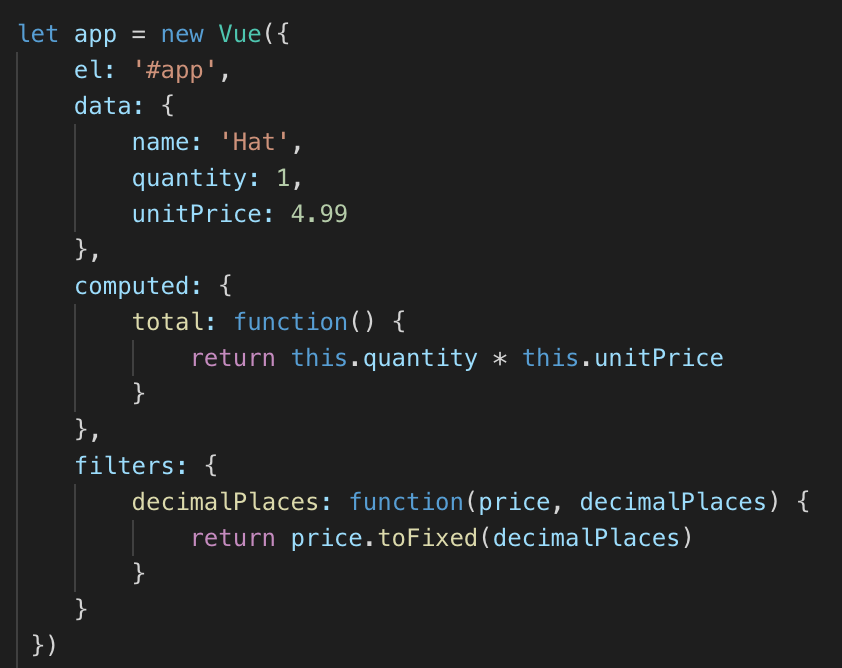 let app = new Vue({
    el: '#app',
    data: {
        name: 'Hat',
        quantity: 1,
        unitPrice: 4.99
    },
    computed: {
        total: function() {
            return this.quantity * this.unitPrice
        }
    },
    filters: {
        decimalPlaces: function(price, decimalPlaces) {
            return price.toFixed(decimalPlaces)
        }
    }
 })